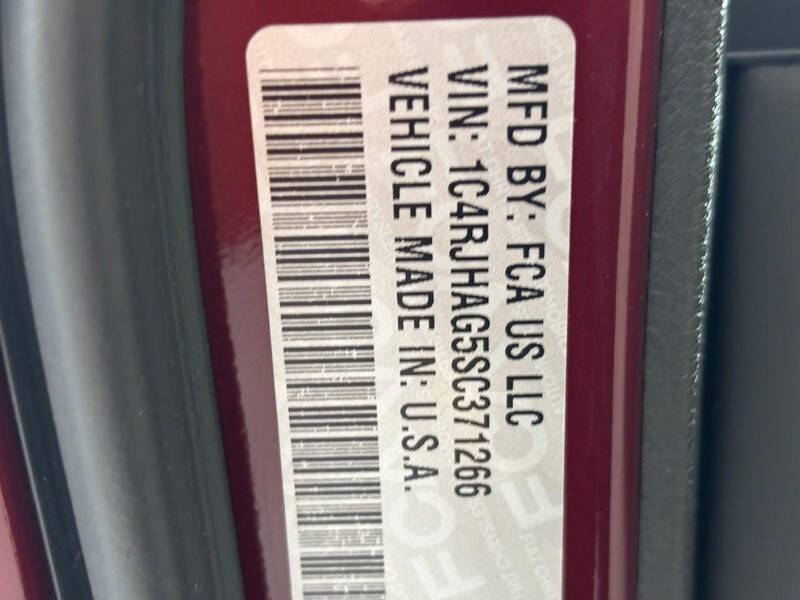 MFD BY: FCA US LLC
VIN: 1C4RJHAG5SC371266
VEHICLE MADE IN: U.S.A.